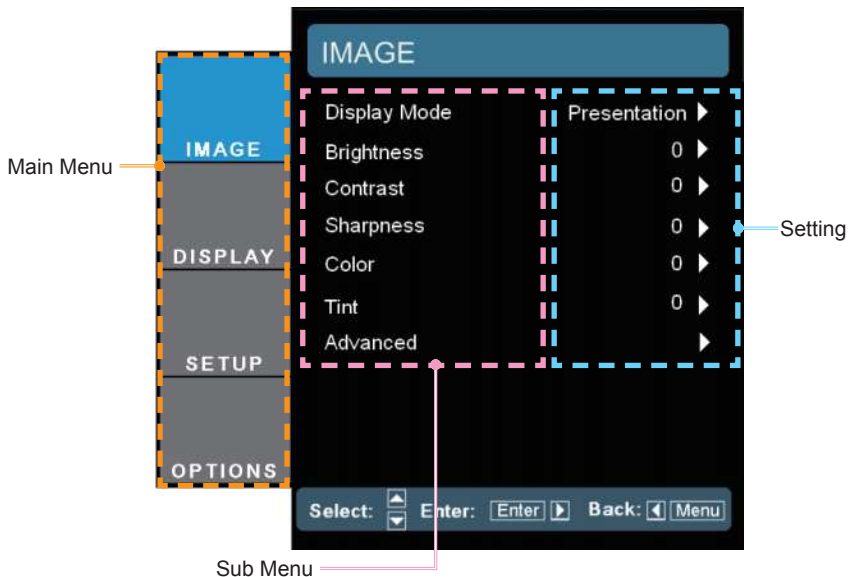 IMAGE
Display Mode Presentation
Brightness 0
IMAGE
Main Menu
Contrast 0
Sharpness 0
Setting
DISPLAY
Color 0
Tint 0
Advanced
SETUP
OPTIONS
Select: Enter: Enter Back: Menu
Sub Menu